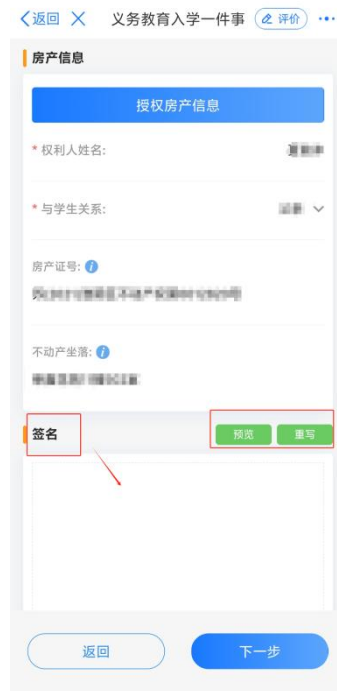 返回 义务教育入学一件事 评价
房产信息
授权房产信息
* 权利人姓名:
* 与学生关系:
房产证号:
不动产坐落:
签名 预览 重写
返回 下一步